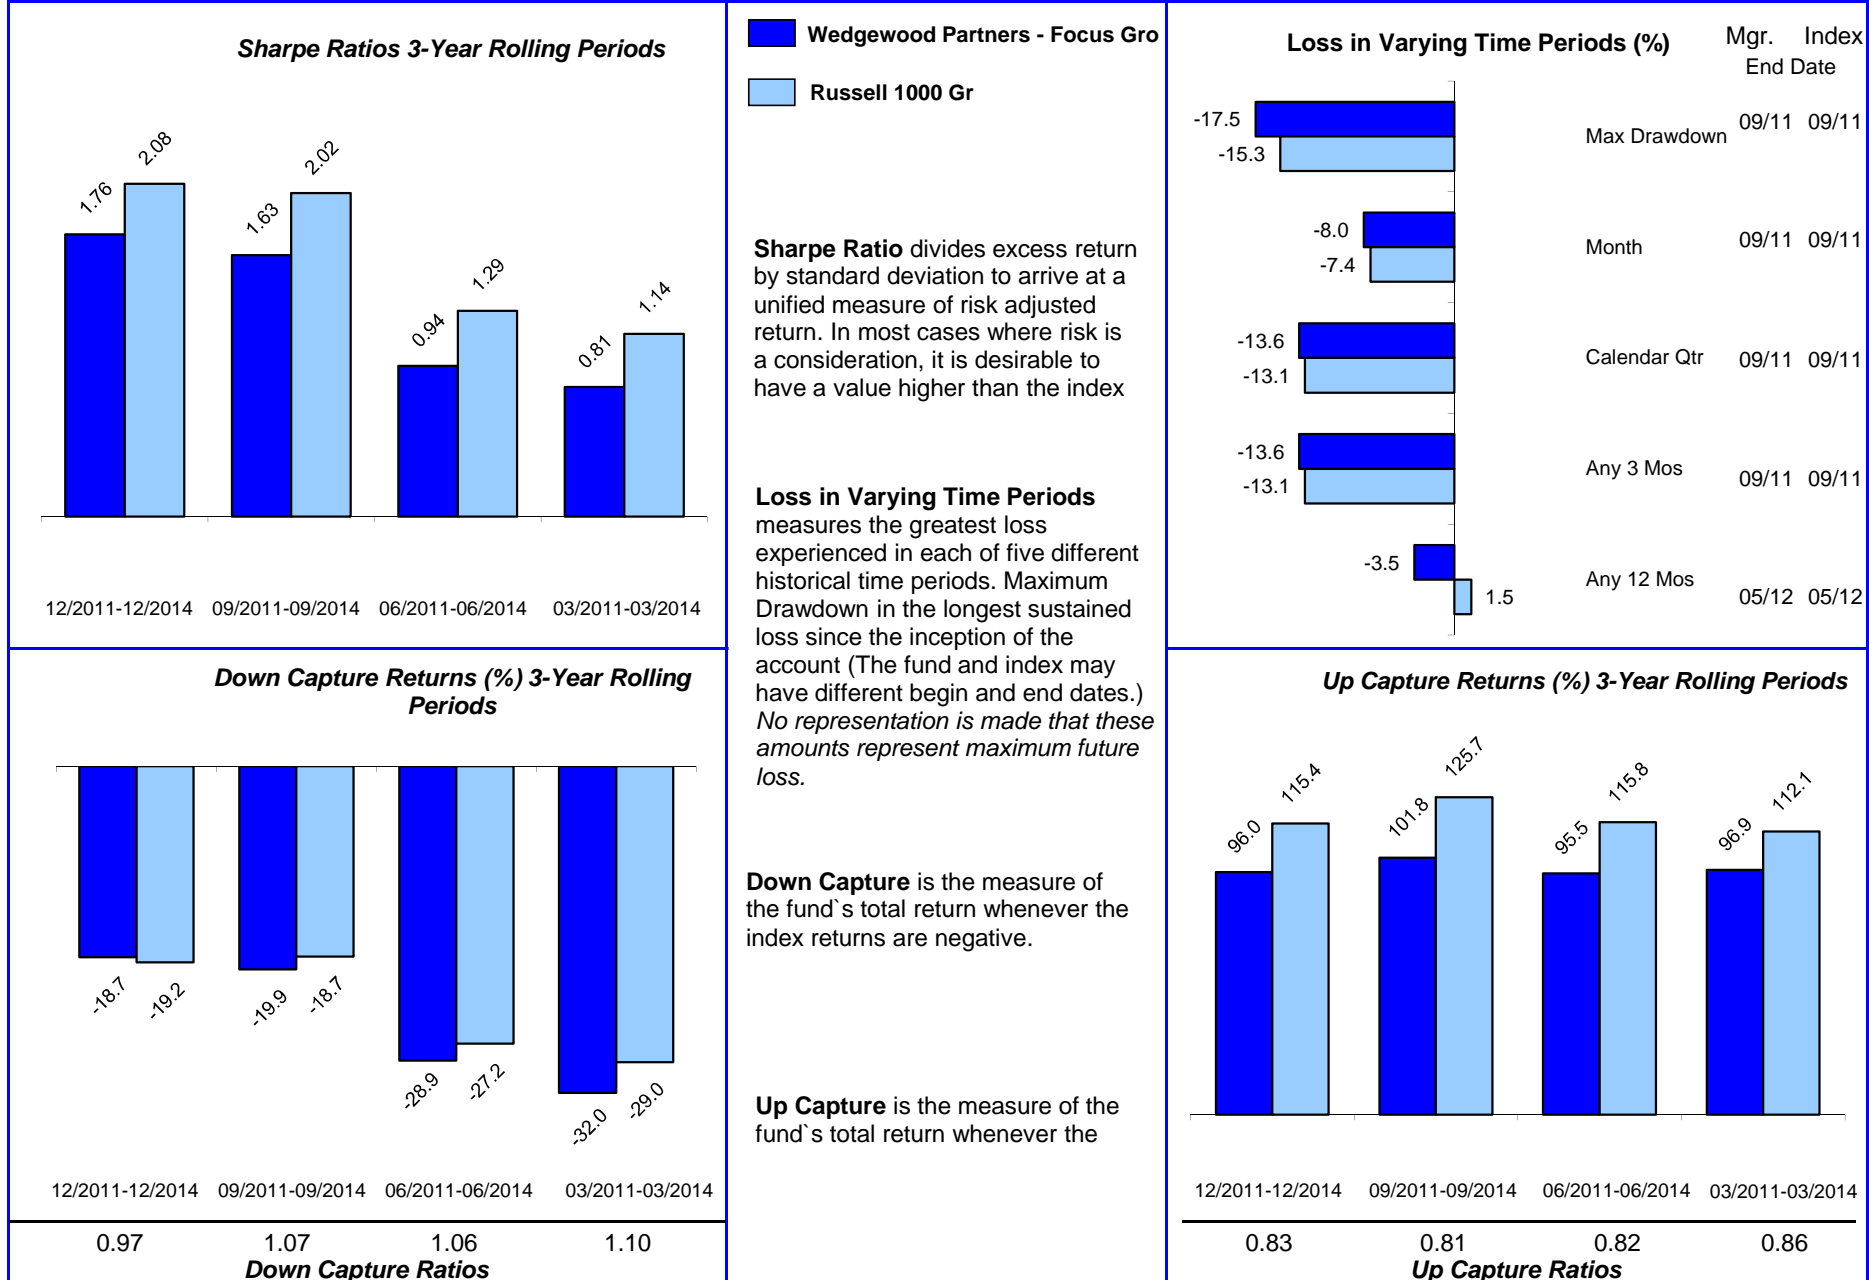 Sharpe Ratios 3-Year Rolling Periods
2.08
2.02
1.76
1.63
1.29
1.14
0.94
0.81
12/2011-12/2014 09/2011-09/2014 06/2011-06/2014 03/2011-03/2014
Down Capture Returns (%) 3-Year Rolling
Periods
-18.7
-19.2
-19.9
-18.7
-28.9
-27.2
-32.0
-29.0
12/2011-12/2014 09/2011-09/2014 06/2011-06/2014 03/2011-03/2014
0.97 1.07 1.06 1.10
Down Capture Ratios
Wedgewood Partners - Focus Gro
Russell 1000 Gr
Sharpe Ratio divides excess return
by standard deviation to arrive at a
unified measure of risk adjusted
return. In most cases where risk is
a consideration, it is desirable to
have a value higher than the index
Loss in Varying Time Periods
measures the greatest loss
experienced in each of five different
historical time periods. Maximum
Drawdown in the longest sustained
loss since the inception of the
account (The fund and index may
have different begin and end dates.)
No representation is made that these
amounts represent maximum future
loss.
Down Capture is the measure of
the fund`s total return whenever the
index returns are negative.
Up Capture is the measure of the
fund`s total return whenever the
Loss in Varying Time Periods (%) Mgr. Index
End Date
-17.5 Max Drawdown 09/11 09/11
-15.3
-8.0 Month 09/11 09/11
-7.4
-13.6 Calendar Qtr 09/11 09/11
-13.1
-13.6 Any 3 Mos 09/11 09/11
-13.1
-3.5 Any 12 Mos
1.5 05/12 05/12
Up Capture Returns (%) 3-Year Rolling Periods
96.0
115.4
101.8
125.7
95.5
115.8
96.9
112.1
12/2011-12/2014 09/2011-09/2014 06/2011-06/2014 03/2011-03/2014
0.83 0.81 0.82 0.86
Up Capture Ratios